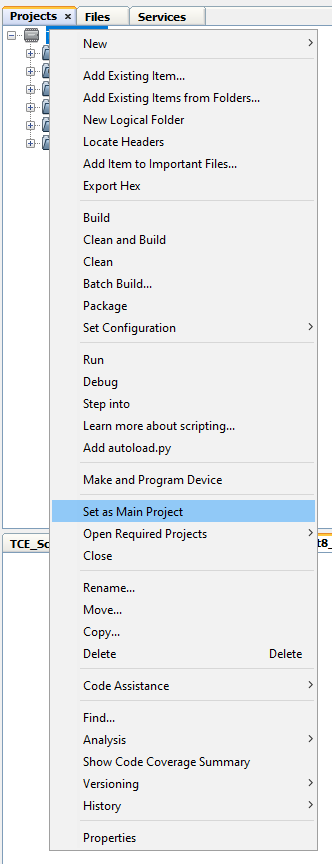 Projects × Files Services
New
Add Existing Item...
Add Existing Items from Folders...
New Logical Folder
Locate Headers
Add Item to Important Files...
Export Hex
Build
Clean and Build
Clean
Batch Build...
Package
Set Configuration
Run
Debug
Step into
Learn more about scripting...
Add autoload.py
Make and Program Device
Set as Main Project
Open Required Projects
Close
Rename...
Move...
Copy...
Delete Delete
Code Assistance
Find...
Analysis
Show Code Coverage Summary
Versioning
History
Properties